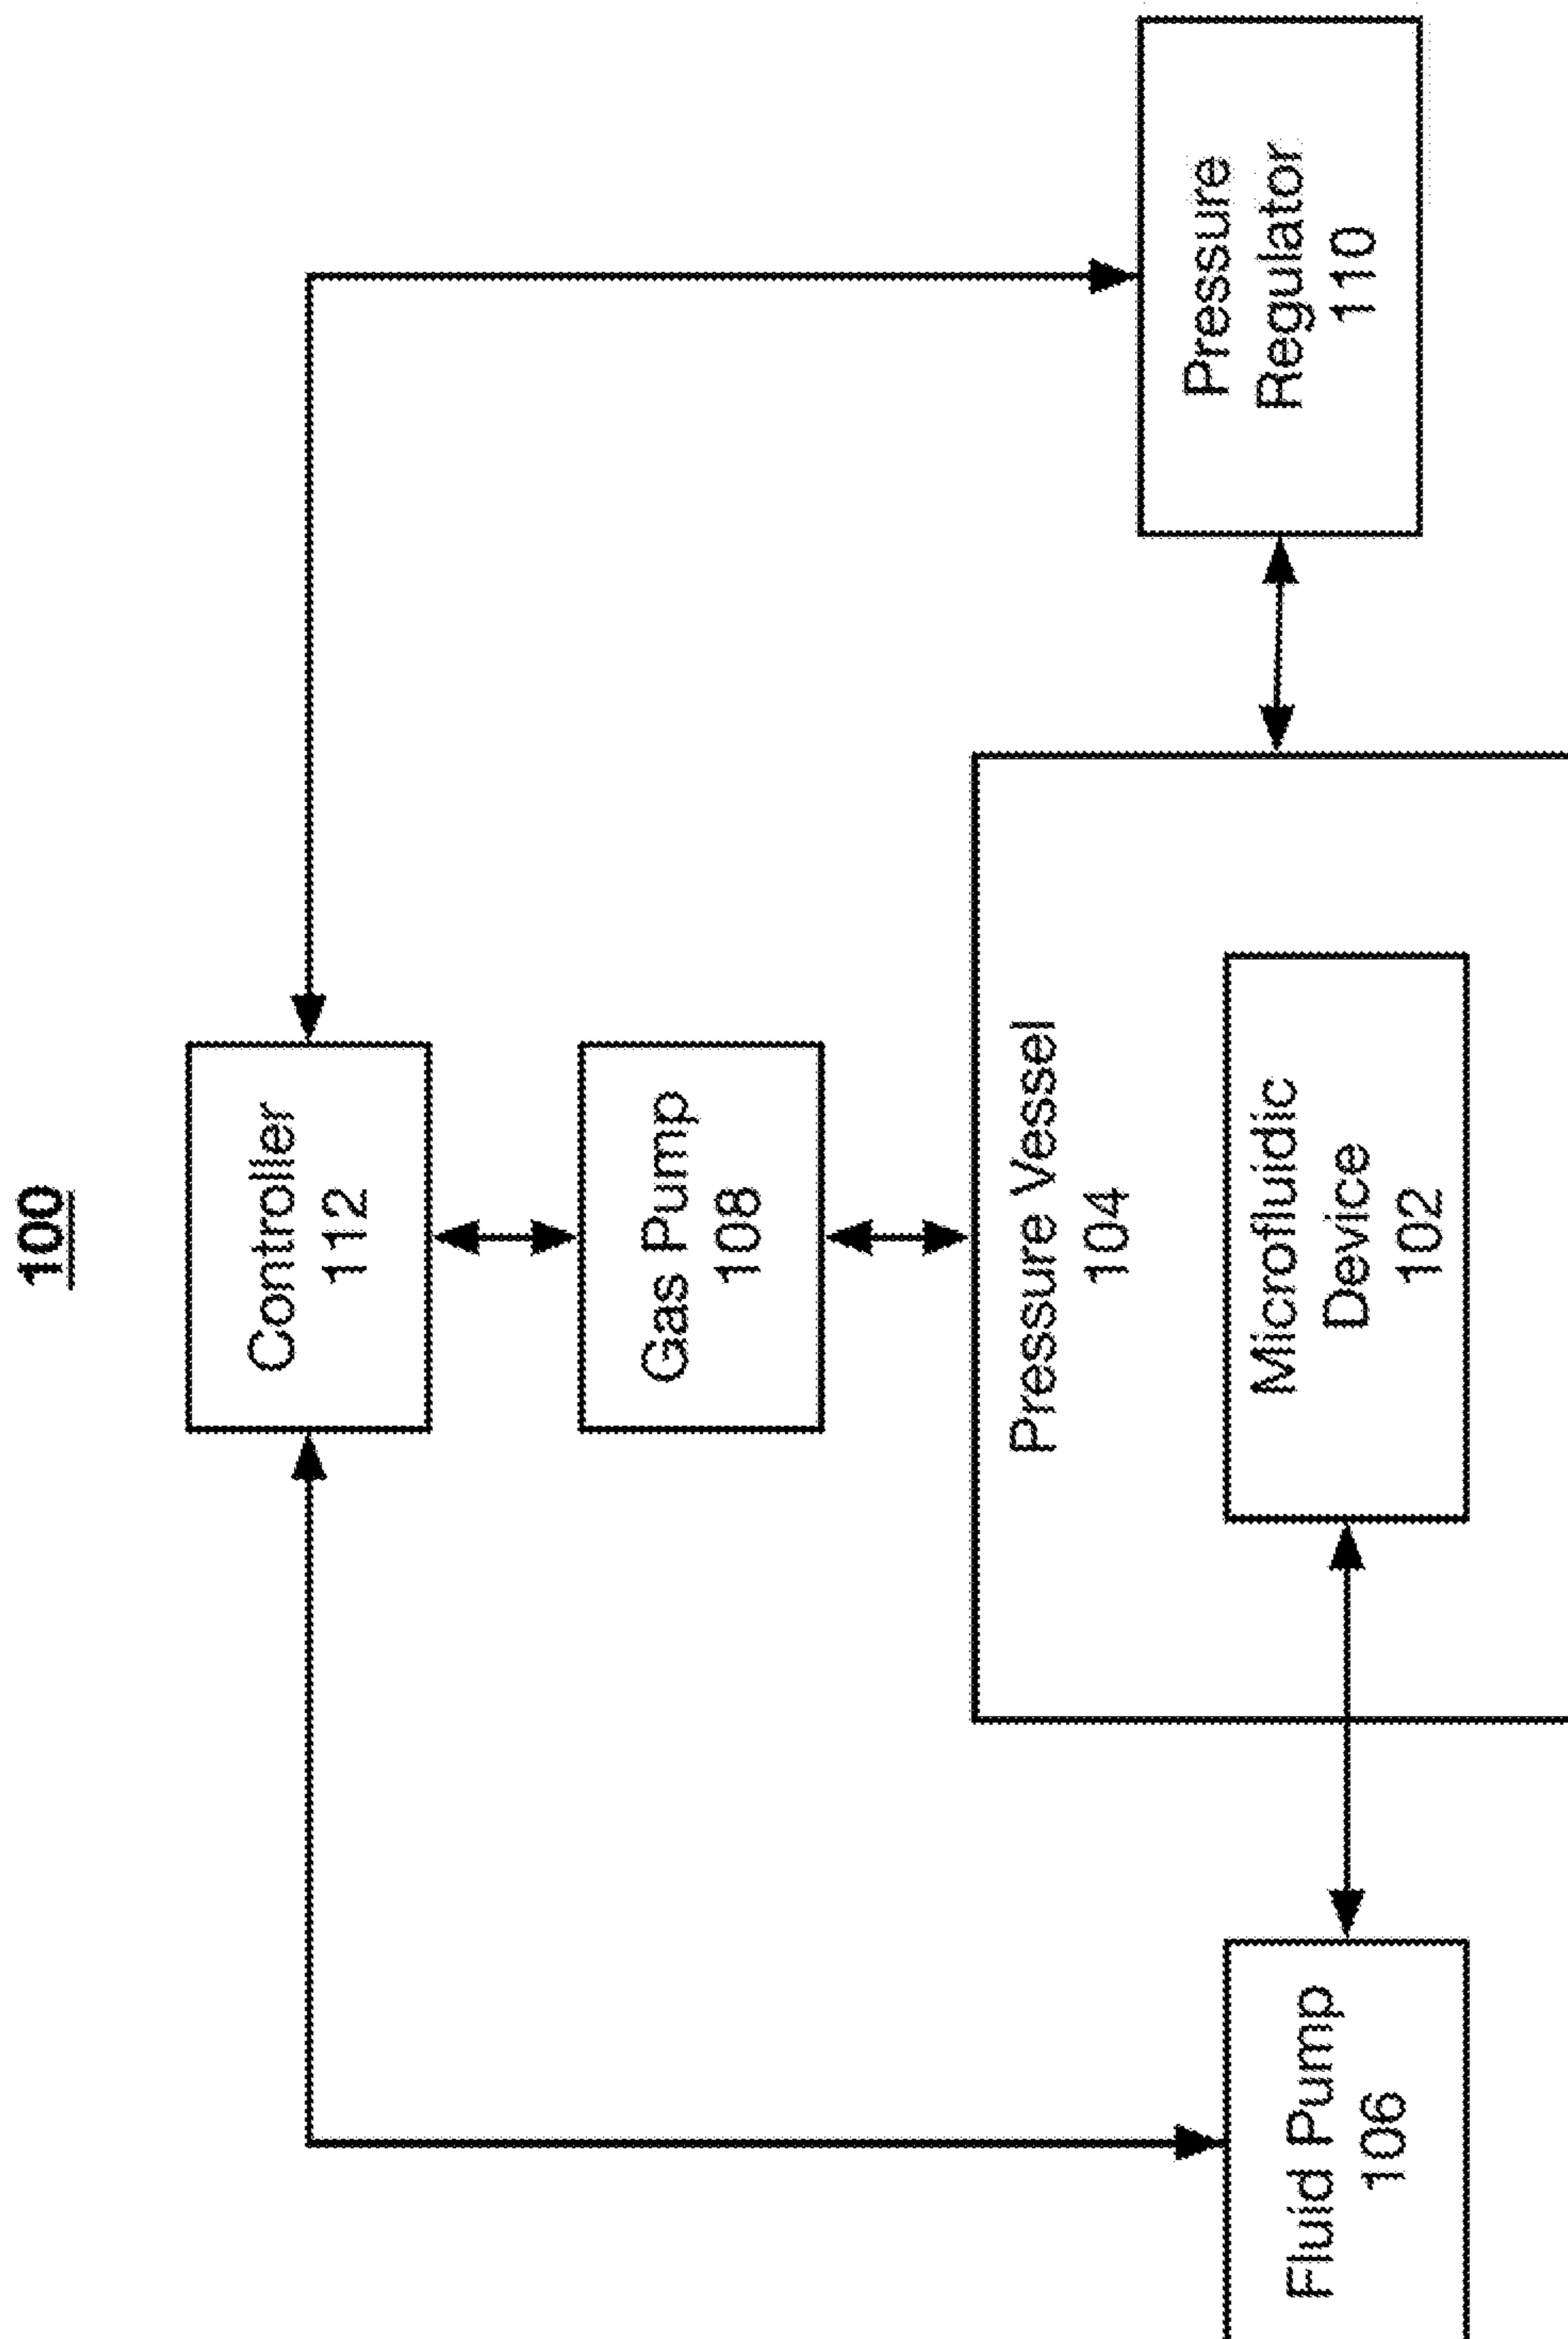 100
Controller
112
Gas Pump
108
Pressure Vessel
104
Fluid Pump
106
Microfluidic
Device
102
Pressure
Regulator
110